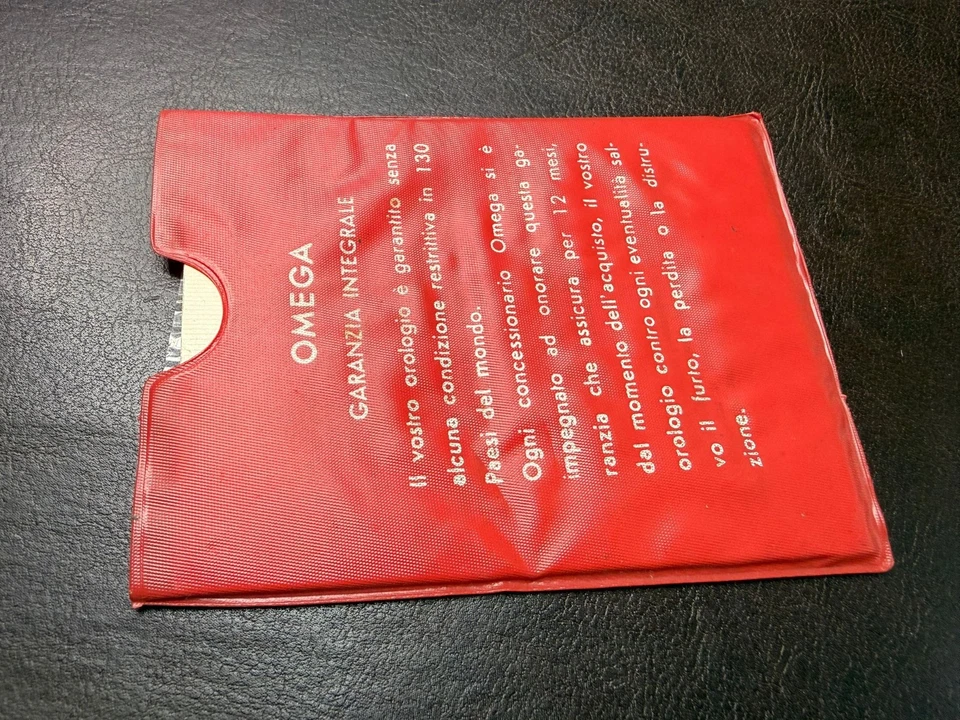 OMEGA
GARANZIA INTEGRALE
Il vostro orologio è garantito senza
alcuna condizione restrittiva in 130
Paesi del mondo.
Ogni concessionario Omega si è
impegnato ad onorare questa ga-
ranzia che assicura per 12 mesi,
dal momento dell'acquisto, il vostro
orologio contro ogni eventualità sal-
vo il furto, la perdita o la distru-
zione.